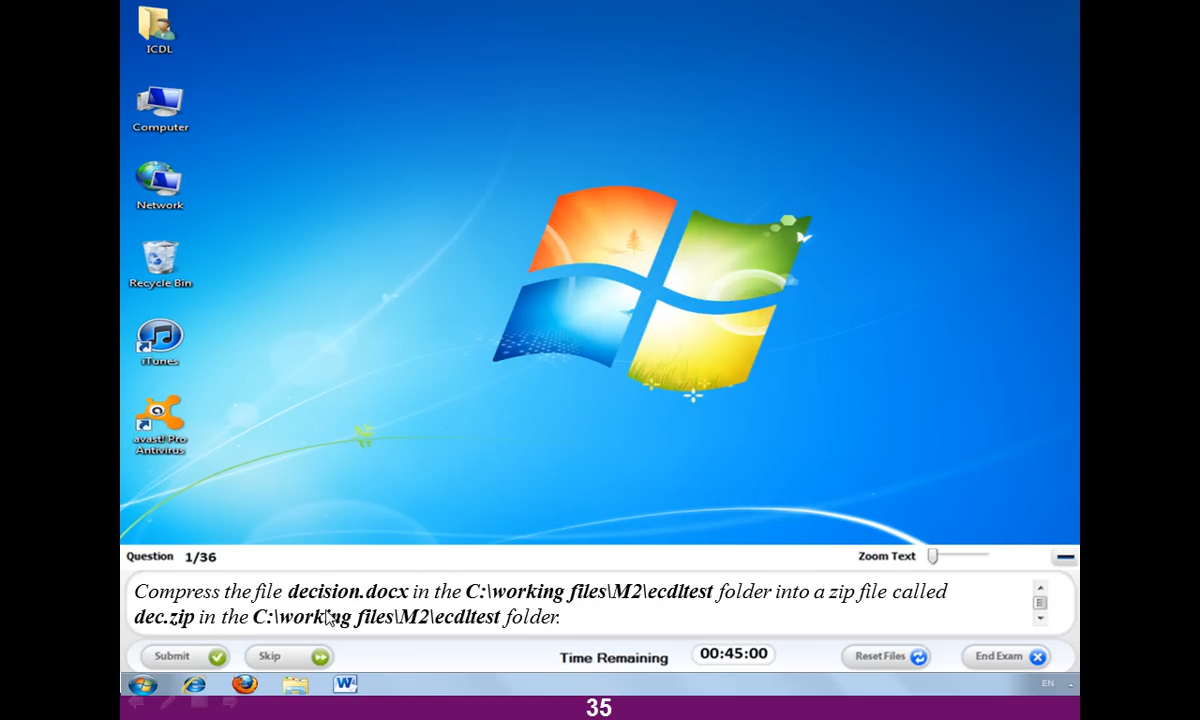 ICDL
Computer
Network
Recycle Bin
iTunes
avast! Pro
Antivirus
Question 1/36
Zoom Text
Compress the file decision.docx in the C:\working files\M2\ecdltest folder into a zip file called
dec.zip in the C:\working files\M2\ecdltest folder.
Submit
Skip
Time Remaining 00:45:00
Reset Files
End Exam
EN
35